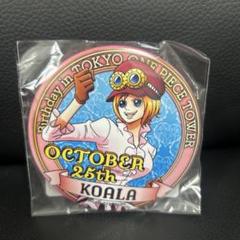 Birthday in TOKYO ONE PIECE TOWER
OCTOBER
25th
KOALA